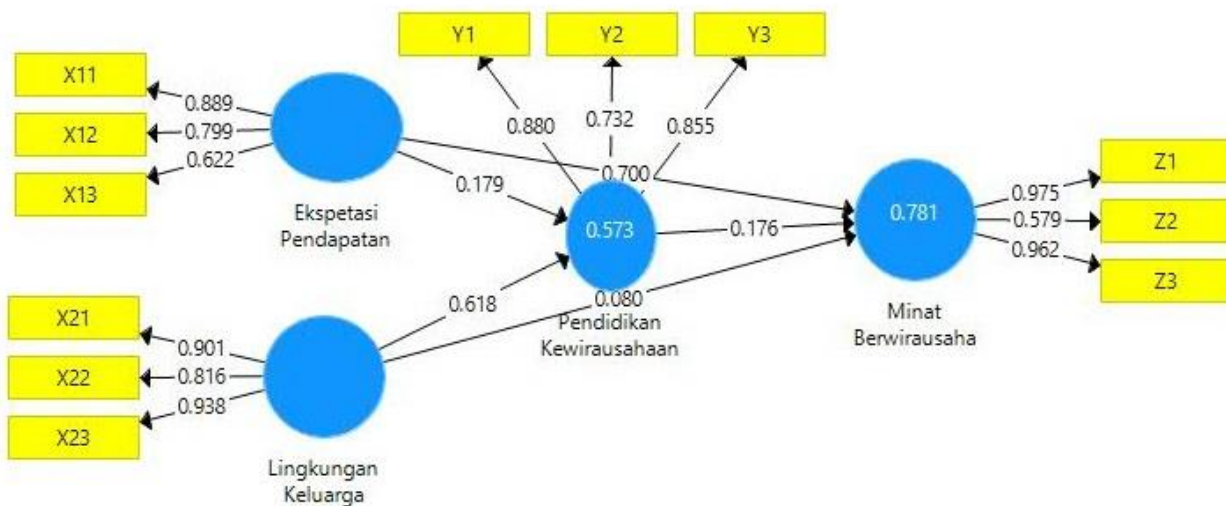 Y1
Y2
Y3
X11
X12
X13
0.889
0.799
0.622
0.880
0.732
0.855
0.700
0.179
Ekspetasi
Pendapatan
0.573
0.176
0.781
Z1
Z2
Z3
0.975
0.579
0.962
X21
X22
X23
0.901
0.816
0.938
0.618
0.080
Pendidikan
Kewirausahaan
Minat
Berwirausaha
Lingkungan
Keluarga